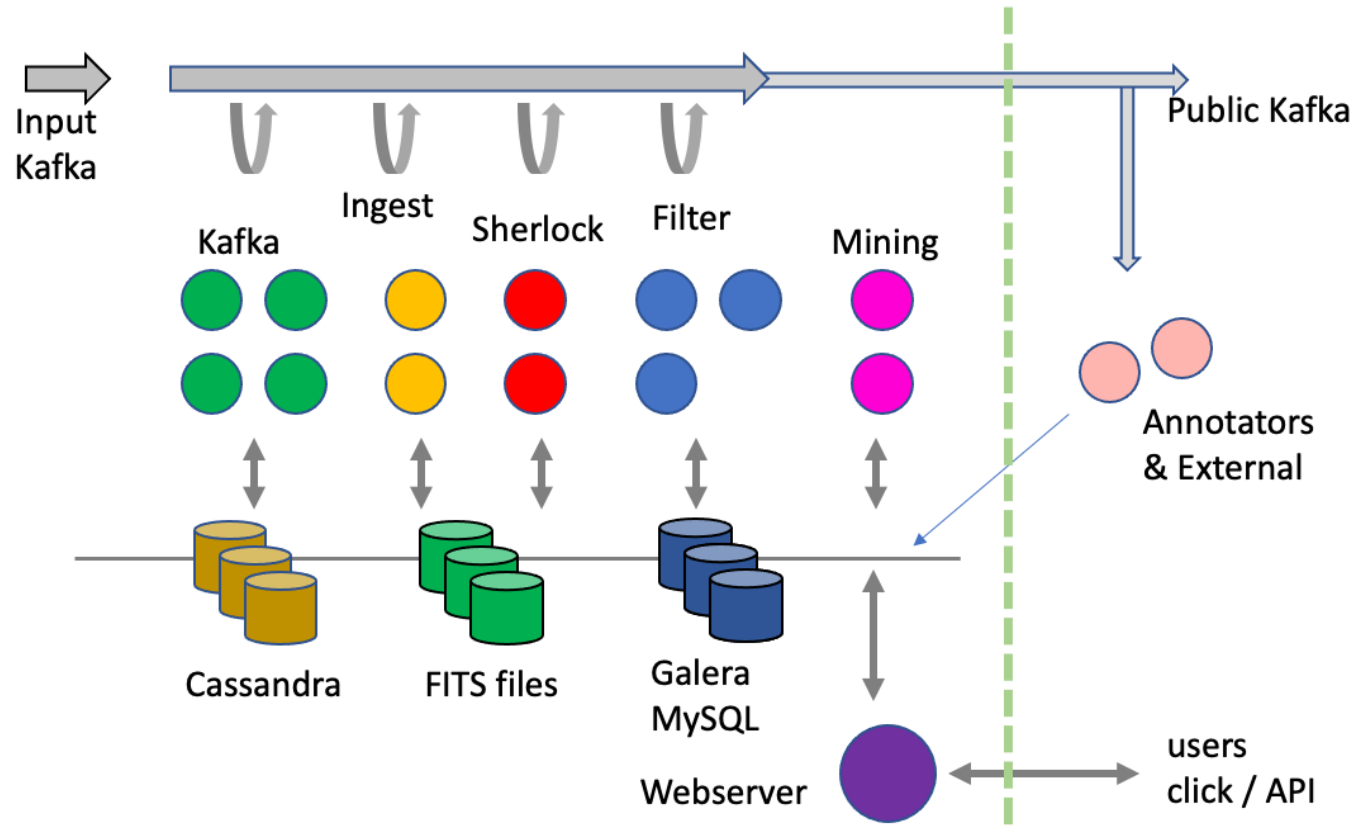 Input
Kafka
Public Kafka
Kafka
Ingest
Sherlock
Filter
Mining
Annotators
& External
Cassandra
FITS files
Galera
MySQL
Webserver
users
click / API